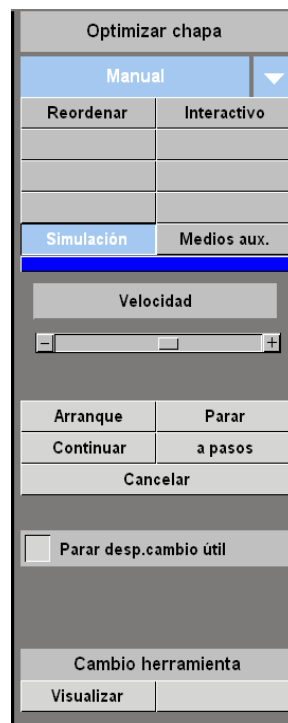 Optimizar chapa
Manual
Reordenar Interactivo
Simulación Medios aux.
Velocidad
- +
Arranque Parar
Continuar a pasos
Cancelar
Parar desp.cambio útil
Cambio herramienta
Visualizar